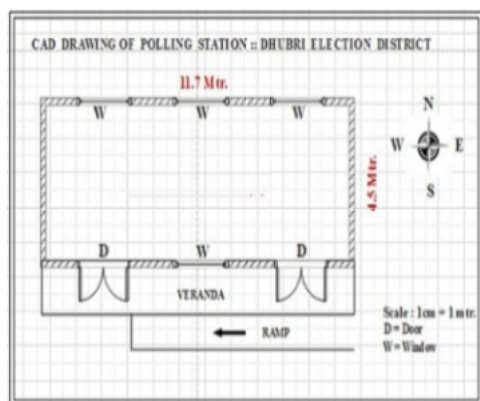 CAD DRAWING OF POLLING STATION :: DHUBRI ELECTION DISTRICT
11.7 Mtr.
W W W
N
W E
S
4.5 Mtr.
D W D
VERANDA
RAMP
Scale : 1cm = 1 mtr.
D = Door
W = Window